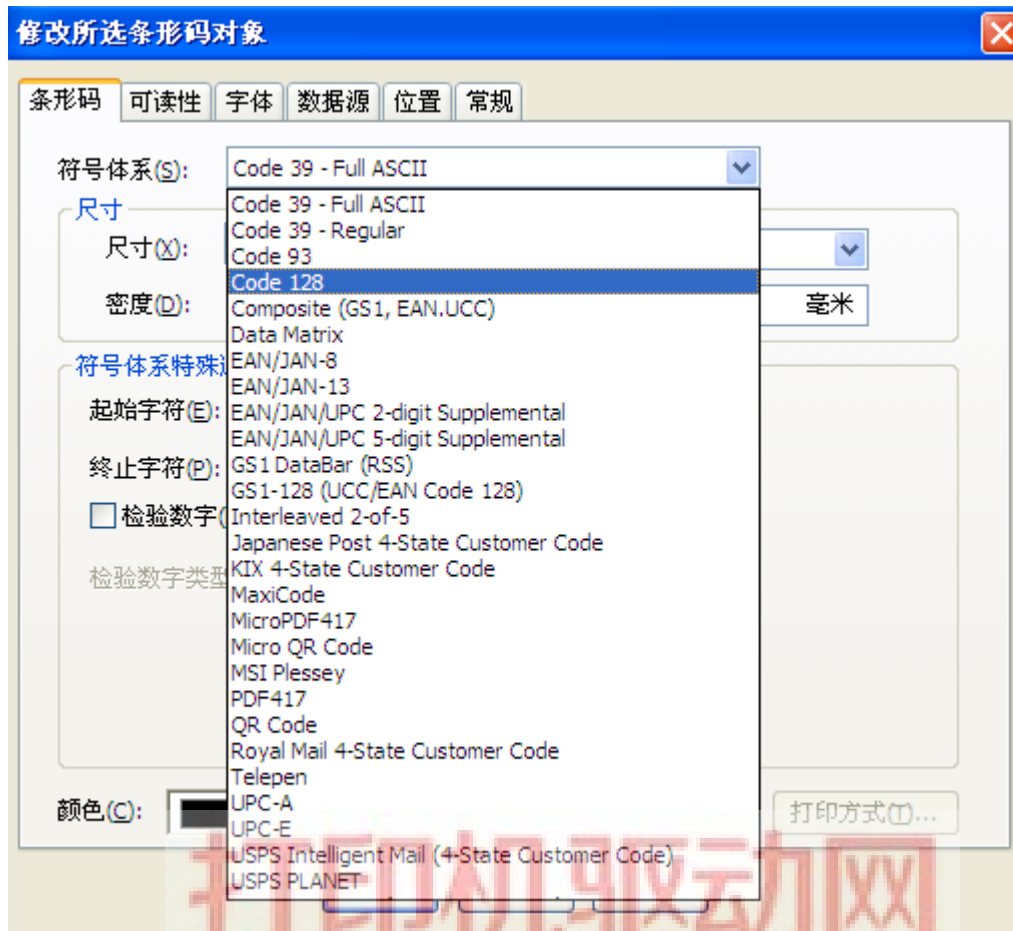 修改所选条形码对象
条形码 可读性 字体 数据源 位置 常规
符号体系(S): Code 39 - Full ASCII
尺寸
尺寸(X):
密度(D): 毫米
符号体系特殊
起始字符(E):
终止字符(P):
检验数字(
检验数字类型
Code 39 - Full ASCII
Code 39 - Regular
Code 93
Code 128
Composite (GS1, EAN.UCC)
Data Matrix
EAN/JAN-8
EAN/JAN-13
EAN/JAN/UPC 2-digit Supplemental
EAN/JAN/UPC 5-digit Supplemental
GS1 DataBar (RSS)
GS1-128 (UCC/EAN Code 128)
Interleaved 2-of-5
Japanese Post 4-State Customer Code
KIX 4-State Customer Code
MaxiCode
MicroPDF417
Micro QR Code
MSI Plessey
PDF417
QR Code
Royal Mail 4-State Customer Code
Telepen
UPC-A
UPC-E
USPS Intelligent Mail (4-State Customer Code)
USPS PLANET
颜色(C): 打印方式(T)...
打印机驱动网